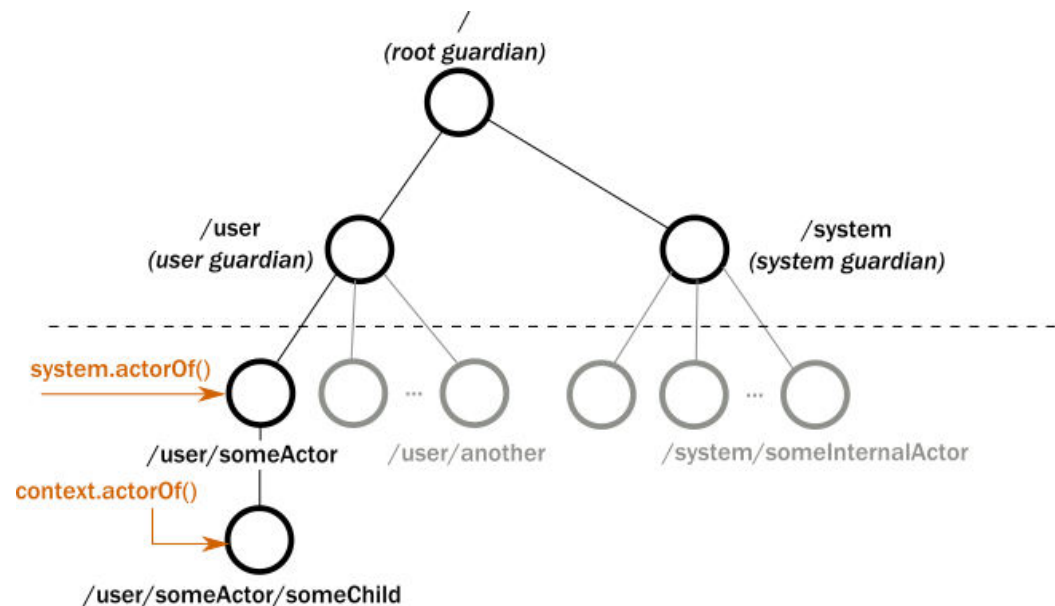 /
(root guardian)
/user
(user guardian)
/system
(system guardian)
system.actorOf()
...
...
/user/someActor
/user/another
/system/someInternalActor
context.actorOf()
/user/someActor/someChild